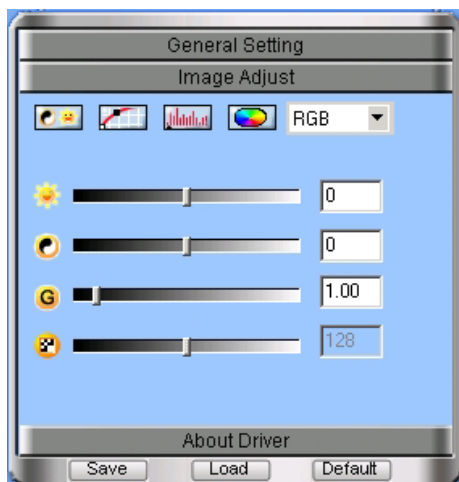 General Setting
Image Adjust
RGB
0
0
G 1.00
128
About Driver
Save Load Default